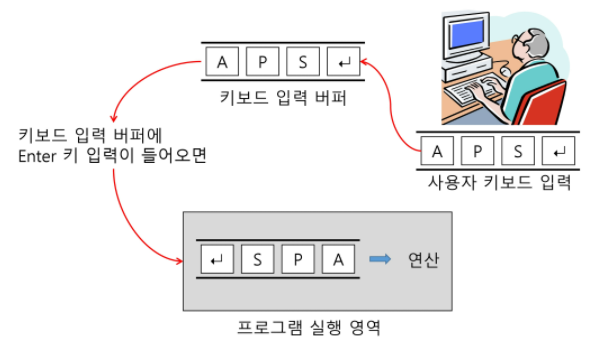 A P S ↵
키보드 입력 버퍼
키보드 입력 버퍼에
Enter 키 입력이 들어오면
A P S ↵
사용자 키보드 입력
↵ S P A
연산
프로그램 실행 영역